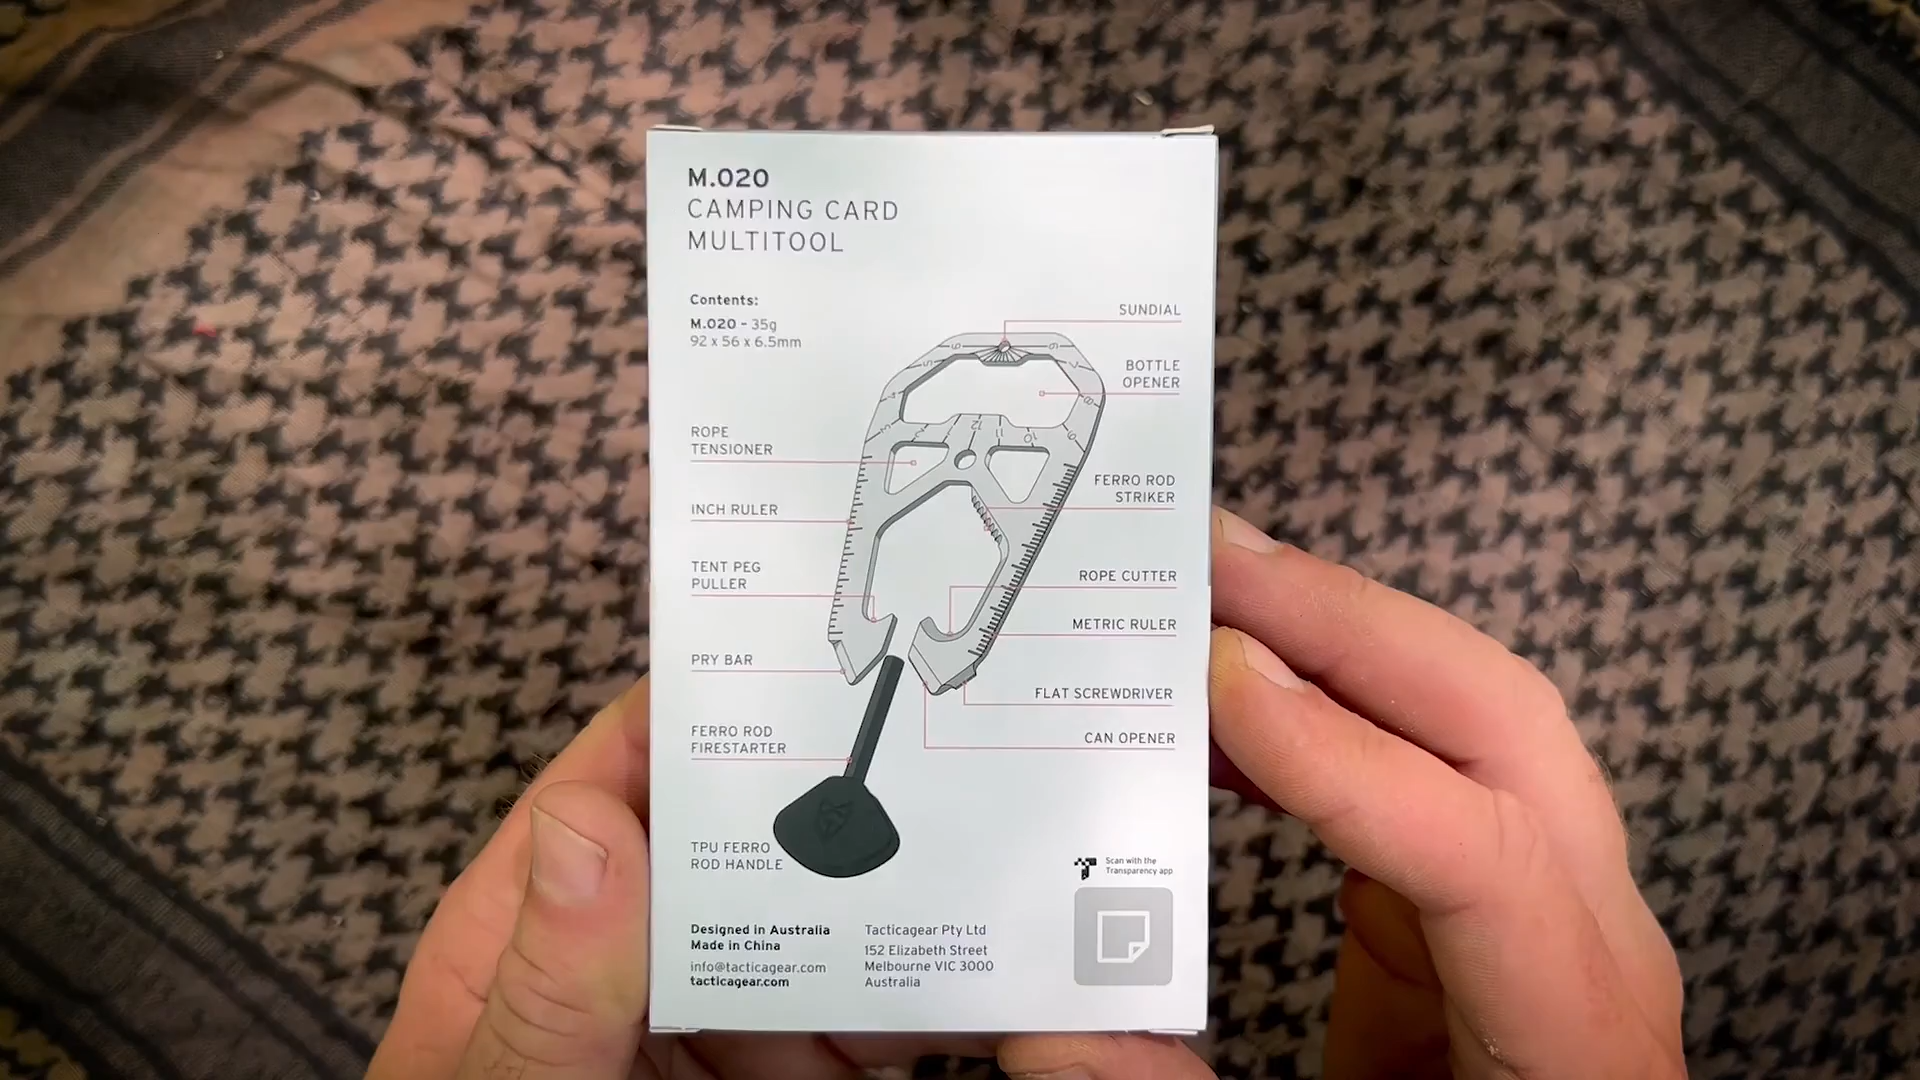 M.020
CAMPING CARD
MULTITOOL
Contents:
M.020 - 35g
92 x 56 x 6.5mm
SUNDIAL
BOTTLE
OPENER
ROPE
TENSIONER
FERRO ROD
STRIKER
INCH RULER
TENT PEG
PULLER
ROPE CUTTER
METRIC RULER
PRY BAR
FLAT SCREWDRIVER
FERRO ROD
FIRESTARTER
CAN OPENER
TPU FERRO
ROD HANDLE
Scan with the
Transparency app
Designed in Australia
Made in China
info@tacticagear.com
tacticagear.com
Tacticagear Pty Ltd
152 Elizabeth Street
Melbourne VIC 3000
Australia